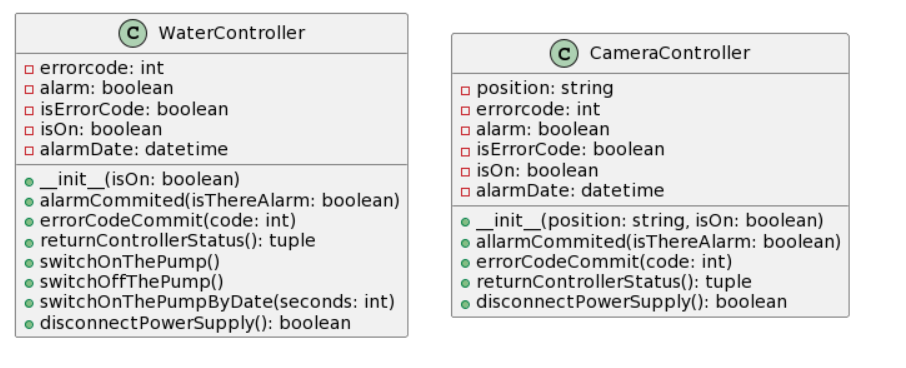 C WaterController
errorcode: int
alarm: boolean
isErrorCode: boolean
isOn: boolean
alarmDate: datetime
__init__(isOn: boolean)
alarmCommited(isThereAlarm: boolean)
errorCodeCommit(code: int)
returnControllerStatus(): tuple
switchOnThePump()
switchOffThePump()
switchOnThePumpByDate(seconds: int)
disconnectPowerSupply(): boolean
C CameraController
position: string
errorcode: int
alarm: boolean
isErrorCode: boolean
isOn: boolean
alarmDate: datetime
__init__(position: string, isOn: boolean)
allarmCommited(isThereAlarm: boolean)
errorCodeCommit(code: int)
returnControllerStatus(): tuple
disconnectPowerSupply(): boolean